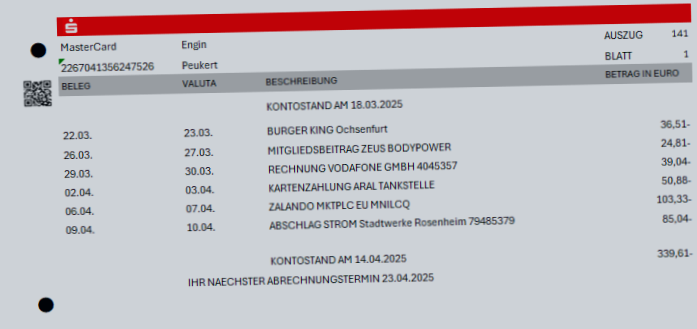 MasterCard Engin AUSZUG 141
2267041356247526 Peukert BLATT 1
BELEG VALUTA BESCHREIBUNG BETRAG IN EURO
KONTOSTAND AM 18.03.2025
22.03. 23.03. BURGER KING Ochsenfurt 36,51-
26.03. 27.03. MITGLIEDSBEITRAG ZEUS BODYPOWER 24,81-
29.03. 30.03. RECHNUNG VODAFONE GMBH 4045357 39,04-
02.04. 03.04. KARTENZAHLUNG ARAL TANKSTELLE 50,88-
06.04. 07.04. ZALANDO MKTPLC EU MNILCQ 103,33-
09.04. 10.04. ABSCHLAG STROM Stadtwerke Rosenheim 79485379 85,04-
KONTOSTAND AM 14.04.2025 339,61-
IHR NAECHSTER ABRECHNUNGSTERMIN 23.04.2025